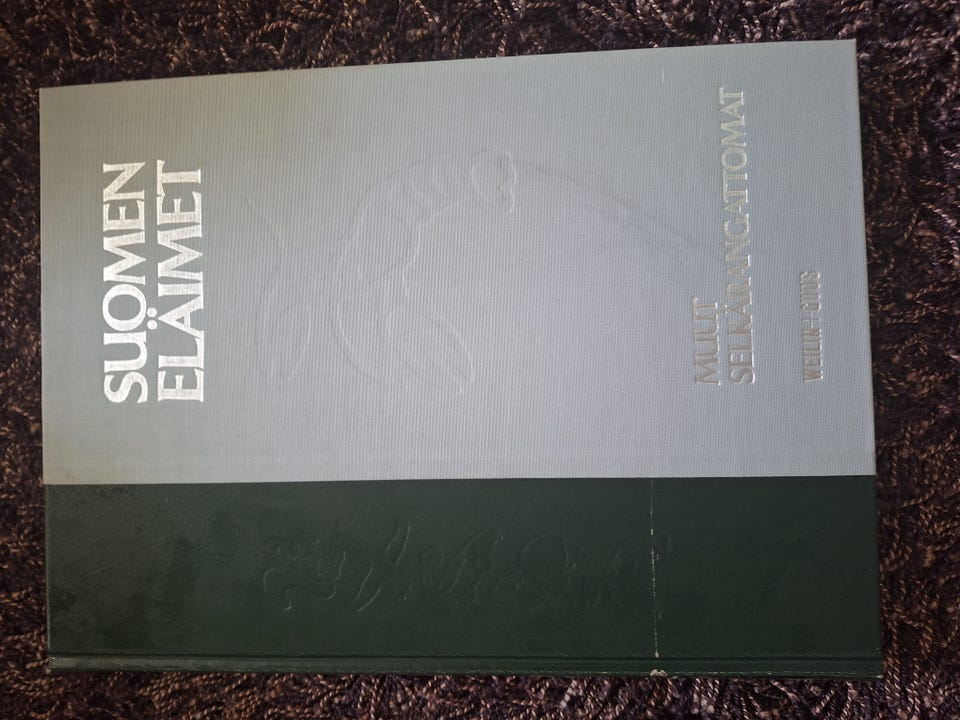 SUOMEN
ELÄIMET
MUUT
SELKÄRANGATTOMAT
WEILIN+GÖÖS